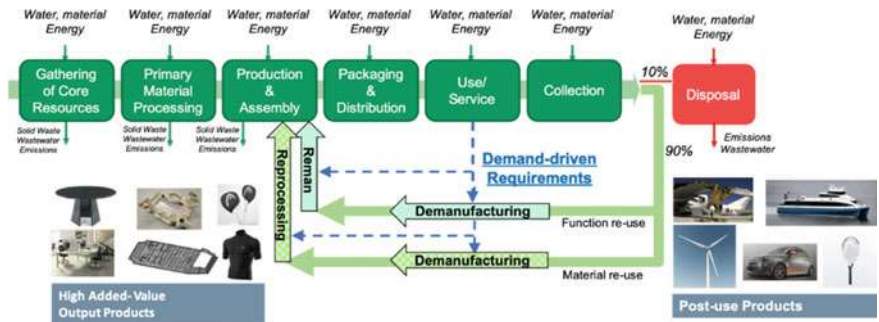 Water, material
Energy
Water, material
Energy
Water, material
Energy
Water, material
Energy
Water, material
Energy
Water, material
Energy
Water, material
Energy
Gathering
of Core
Resources
Primary
Material
Processing
Production
&
Assembly
Packaging
&
Distribution
Use/
Service
Collection
10%
Disposal
Solid Waste
Wastewater
Emissions
Solid Waste
Wastewater
Emissions
Solid Waste
Wastewater
Emissions
90%
Emissions
Wastewater
Reprocessing
Reman
Demand-driven
Requirements
Demanufacturing
Function re-use
Demanufacturing
Material re-use
High Added- Value
Output Products
Post-use Products